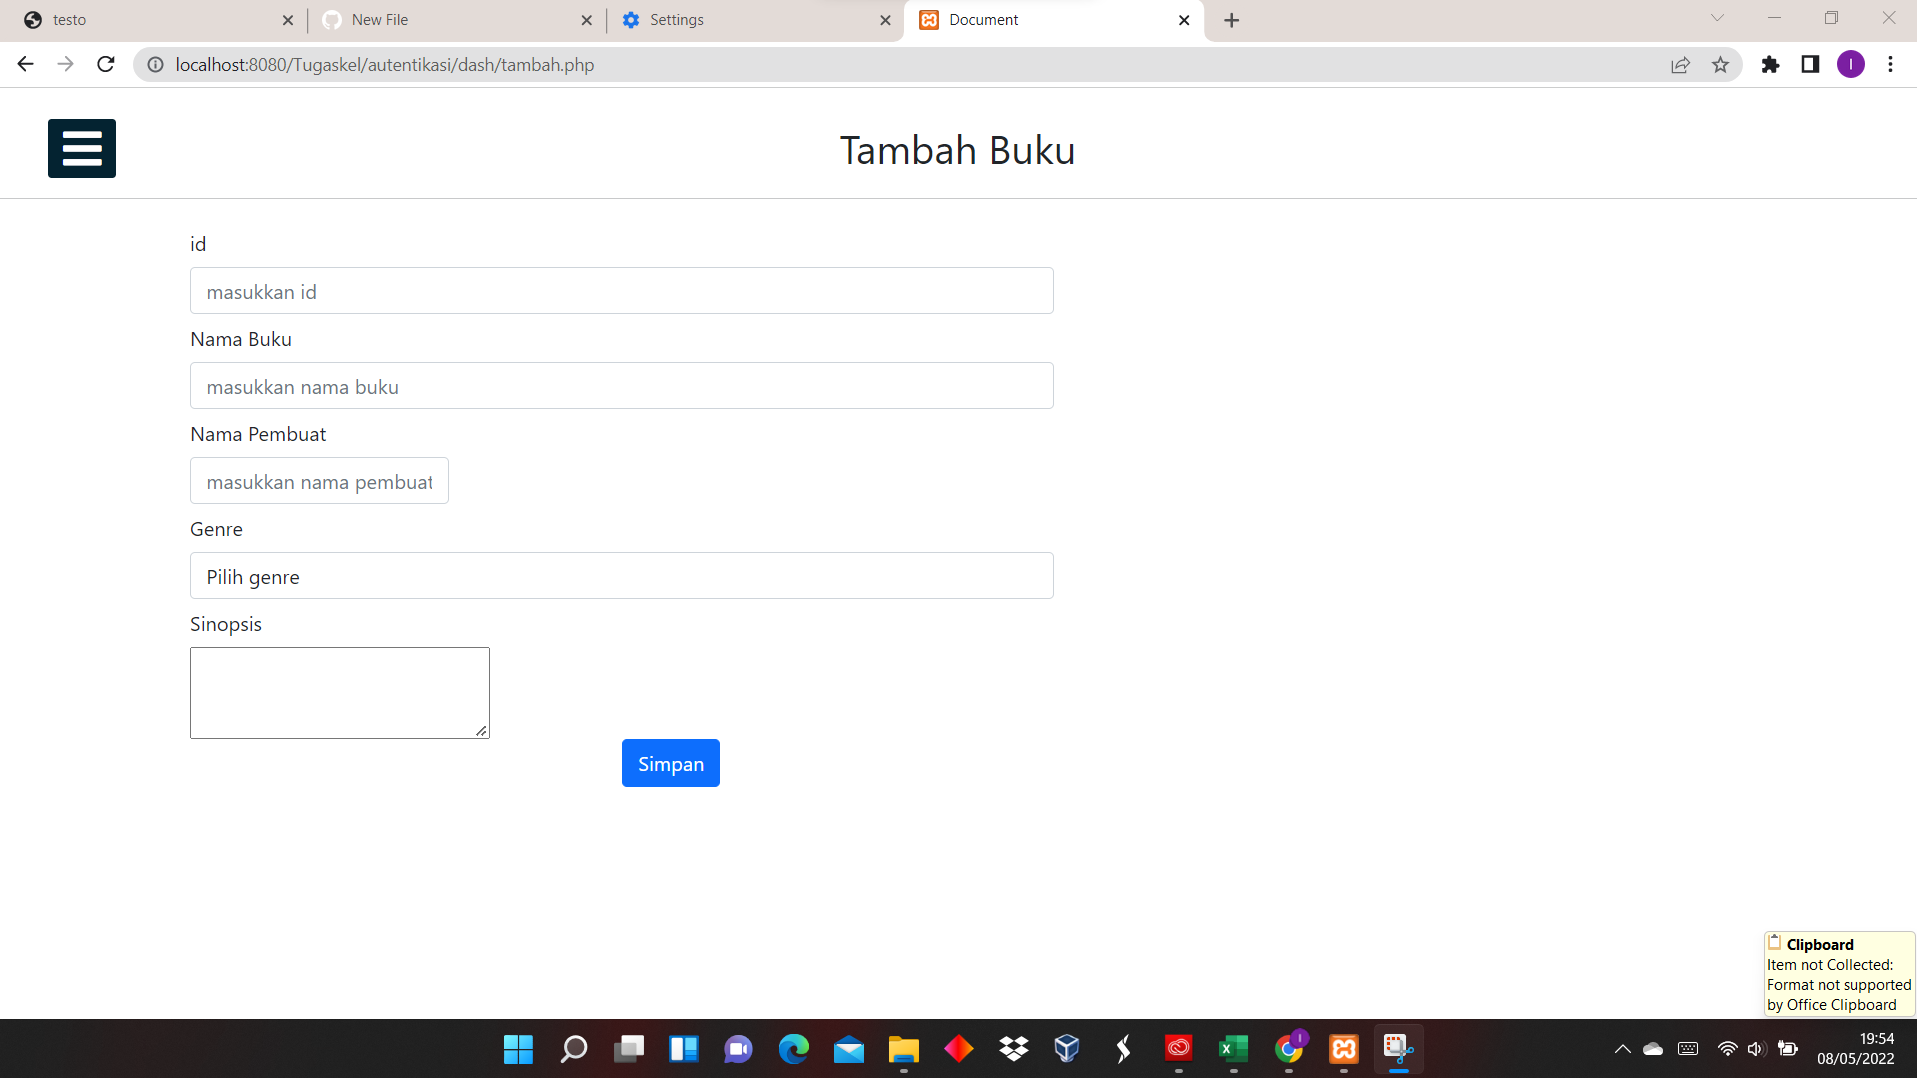 testo
New File
Settings
Document
localhost:8080/Tugaskel/autentikasi/dash/tambah.php
I
Tambah Buku
id
masukkan id
Nama Buku
masukkan nama buku
Nama Pembuat
masukkan nama pembuat
Genre
Pilih genre
Sinopsis
Simpan
Clipboard
Item not Collected:
Format not supported
by Office Clipboard
I
19:54
08/05/2022